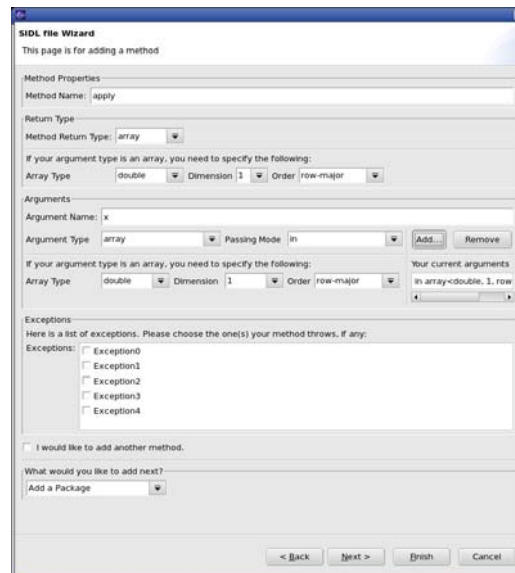 SIDL file Wizard
This page is for adding a method
Method Properties
Method Name: apply
Return Type
Method Return Type: array
If your argument type is an array, you need to specify the following:
Array Type double Dimension 1 Order row-major
Arguments
Argument Name: x
Argument Type array Passing Mode in Add... Remove
If your argument type is an array, you need to specify the following: Your current arguments
Array Type double Dimension 1 Order row-major in array<double, 1, row
Exceptions
Here is a list of exceptions. Please choose the one(s) your method throws, if any:
Exceptions: Exception0
Exception1
Exception2
Exception3
Exception4
I would like to add another method.
What would you like to add next?
Add a Package
< Back Next > Finish Cancel